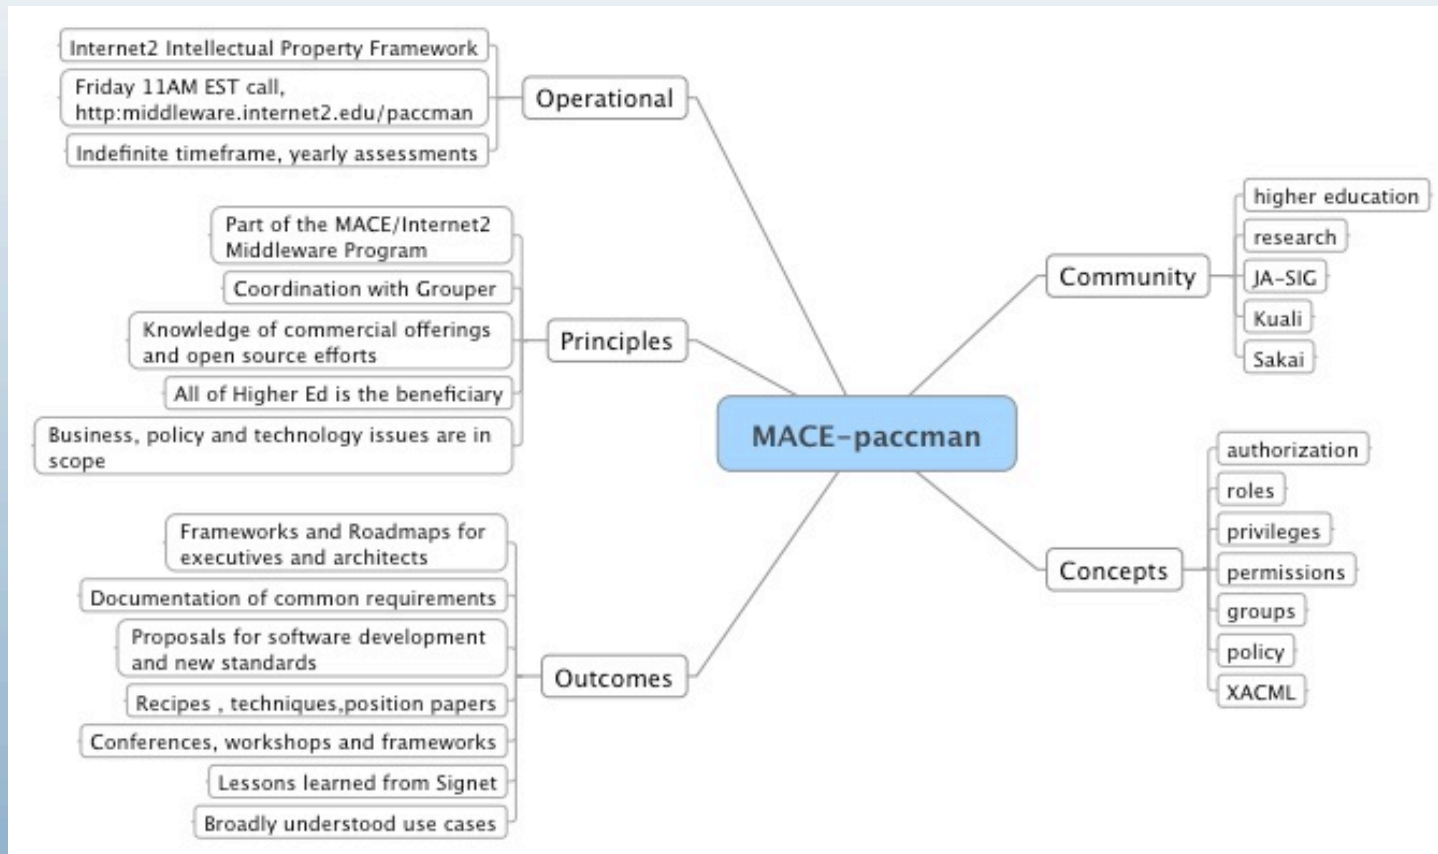 Internet2 Intellectual Property Framework
Friday 11AM EST call,
http:middleware.internet2.edu/paccman
Indefinite timeframe, yearly assessments
Operational
Part of the MACE/Internet2
Middleware Program
Coordination with Grouper
Knowledge of commercial offerings
and open source efforts
All of Higher Ed is the beneficiary
Business, policy and technology issues are in
scope
Principles
Frameworks and Roadmaps for
executives and architects
Documentation of common requirements
Proposals for software development
and new standards
Recipes , techniques,position papers
Conferences, workshops and frameworks
Lessons learned from Signet
Broadly understood use cases
Outcomes
MACE-paccman
Community
higher education
research
JA-SIG
Kuali
Sakai
Concepts
authorization
roles
privileges
permissions
groups
policy
XACML